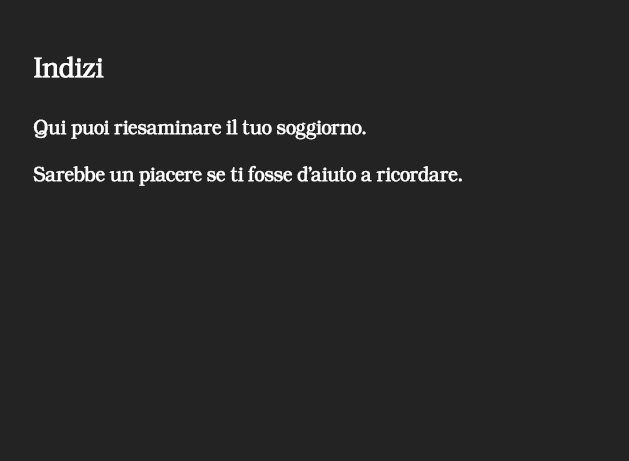 Indizi
Qui puoi riesaminare il tuo soggiorno.
Sarebbe un piacere se ti fosse d’aiuto a ricordare.